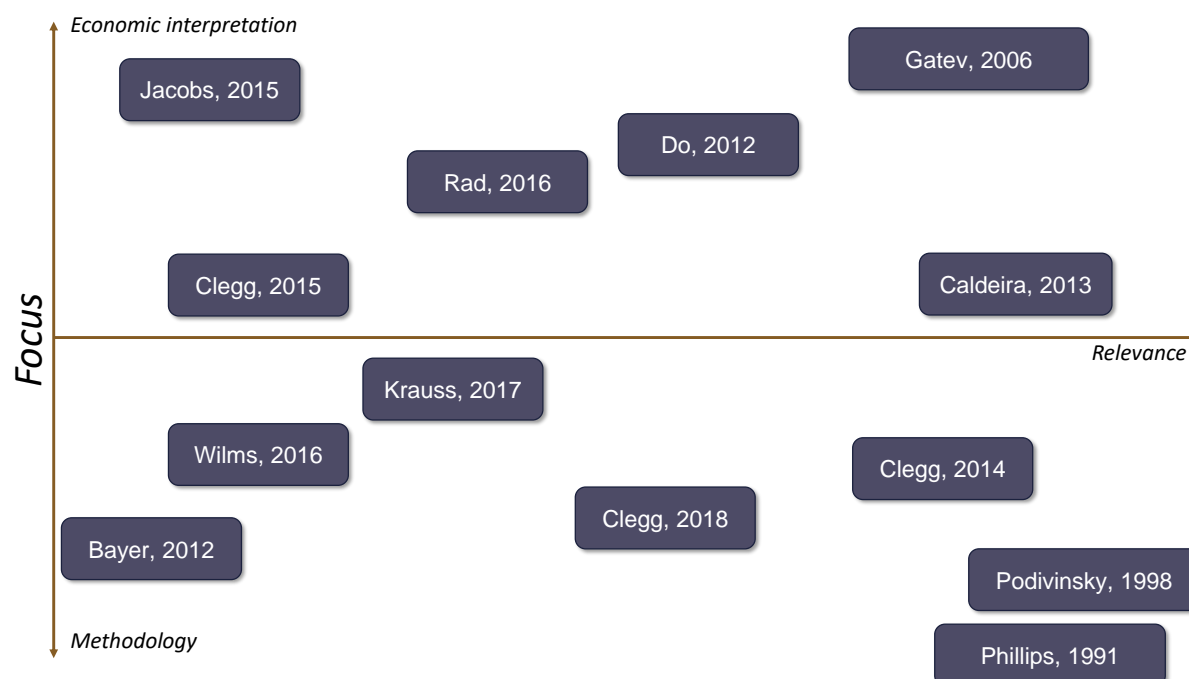 Economic interpretation
Gatev, 2006
Jacobs, 2015
Do, 2012
Rad, 2016
Clegg, 2015
Caldeira, 2013
Focus
Relevance
Krauss, 2017
Wilms, 2016
Clegg, 2014
Clegg, 2018
Bayer, 2012
Podivinsky, 1998
Methodology
Phillips, 1991